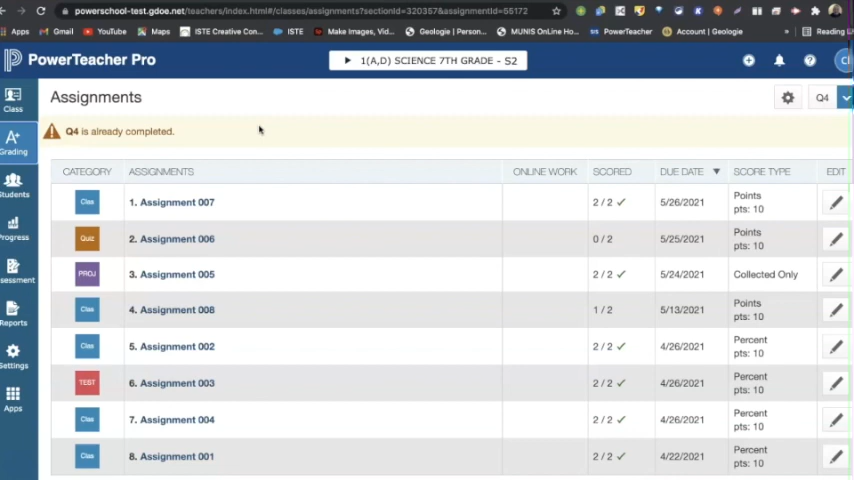 powerschool-test.gdoe.net/teachers/index.html#/classes/assignments?sectionId=320357&assignmentId=55172
Apps Gmail YouTube Maps ISTE Creative Con... ISTE Make Images, Vid... Geologie | Person... MUNIS Online Ho... PowerTeacher Account | Geologie » Reading
PowerTeacher Pro
1(A,D) SCIENCE 7TH GRADE - S2
Class
Grading
Students
Progress
ssessment
Reports
Settings
Apps
Assignments
Q4
Q4 is already completed.
CATEGORY ASSIGNMENTS ONLINE WORK SCORED DUE DATE SCORE TYPE EDIT
Clas 1. Assignment 007 2 / 2 5/26/2021 Points pts: 10
Quiz 2. Assignment 006 0 / 2 5/25/2021 Points pts: 10
PROJ 3. Assignment 005 2 / 2 5/24/2021 Collected Only
Clas 4. Assignment 008 1 / 2 5/13/2021 Points pts: 10
Clas 5. Assignment 002 2 / 2 4/26/2021 Percent pts: 10
TEST 6. Assignment 003 2 / 2 4/26/2021 Percent pts: 10
Clas 7. Assignment 004 2 / 2 4/26/2021 Percent pts: 10
Clas 8. Assignment 001 2 / 2 4/22/2021 Percent pts: 10